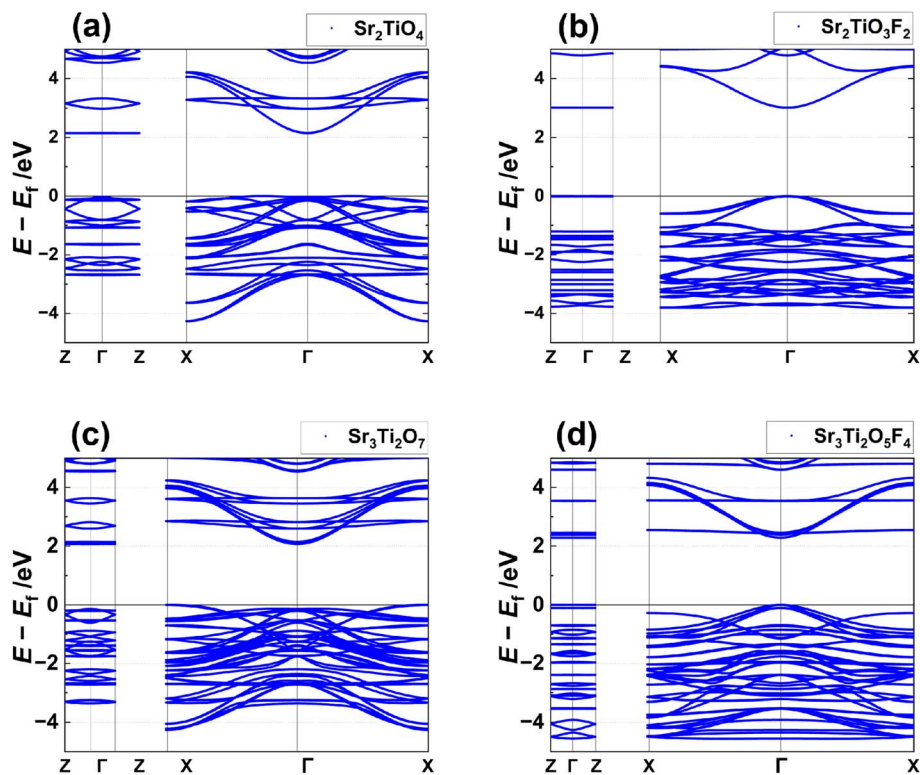 (a)
Sr2TiO4
E − Ef /eV
4
2
0
−2
−4
Z Γ Z X Γ X
(b)
Sr2TiO3F2
E − Ef /eV
4
2
0
−2
−4
Z Γ Z X Γ X
(c)
Sr3Ti2O7
E − Ef /eV
4
2
0
−2
−4
Z Γ Z X Γ X
(d)
Sr3Ti2O5F4
E − Ef /eV
4
2
0
−2
−4
Z Γ Z X Γ X